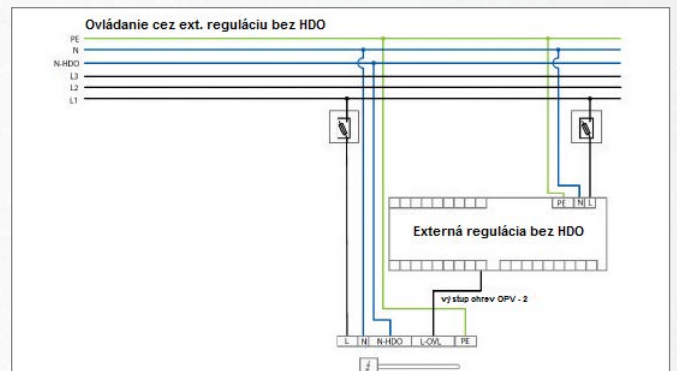 Ovládanie cez ext. reguláciu bez HDO
PE
N
N-HDO
L3
L2
L1
PE N L
Externá regulácia bez HDO
výstup ohrev OPV - 2
L N N-HDO L-OVL PE